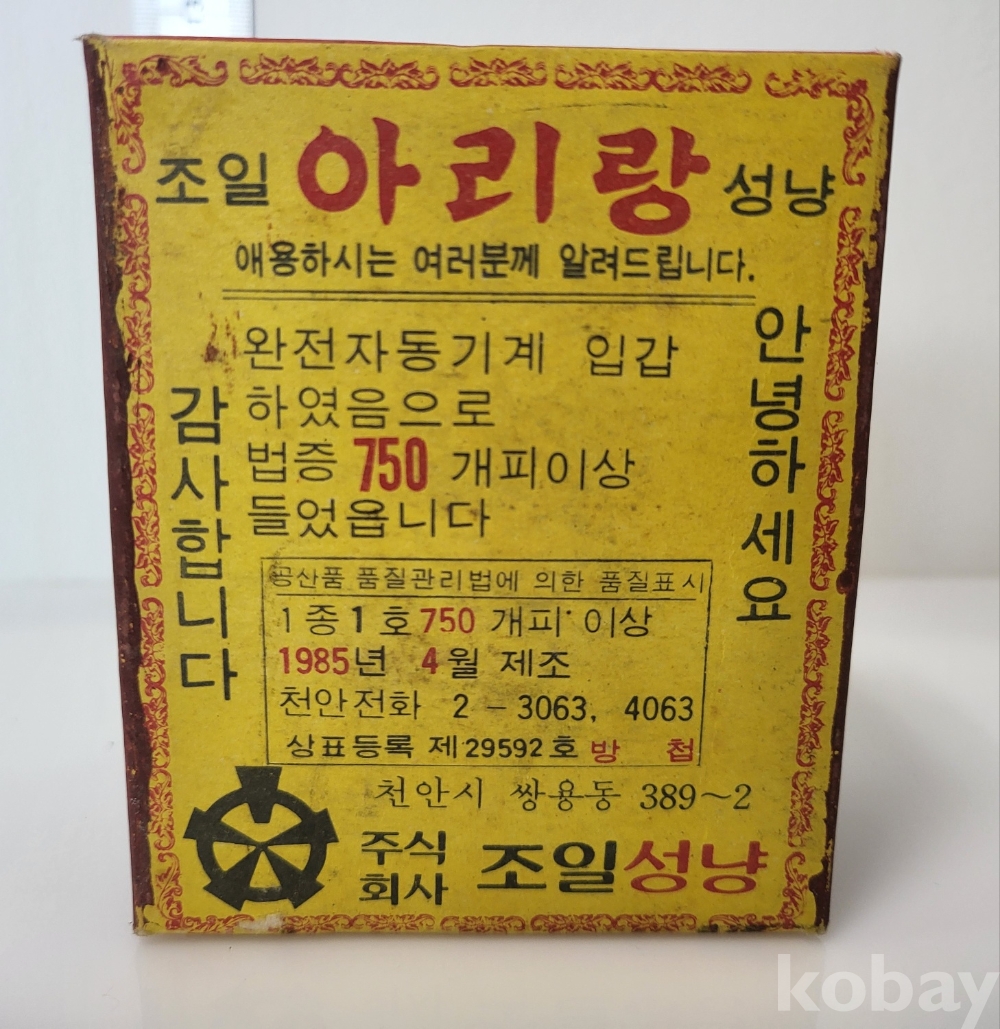 조일 아리랑 성냥
애용하시는 여러분께 알려드립니다.
안녕하세요
완전자동기계 입갑
하였음으로
법증 750 개피이상
들었읍니다
감사합니다
공산품 품질관리법에 의한 품질표시
1종1호 750 개피 이상
1985년 4월 제조
천안전화 2-3063, 4063
상표등록 제29592호 방 첩
천안시 쌍용동 389~2
주식회사 조일성냥
kobay